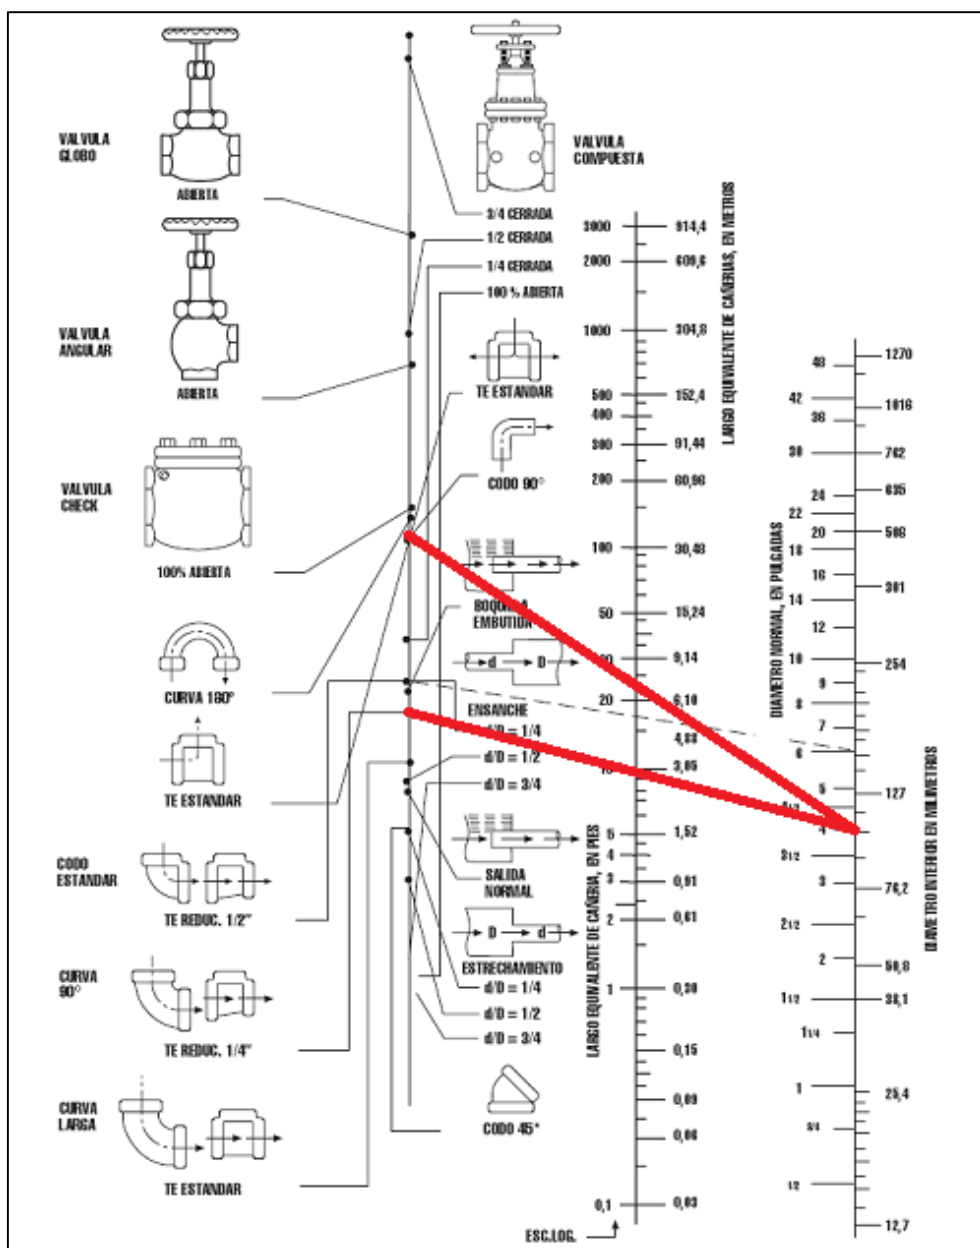 VALVULA
GLOBO
ABIERTA
VALVULA
ANGULAR
ABIERTA
VALVULA
CHECK
100% ABIERTA
CURVA 180°
TE ESTANDAR
CODO
ESTANDAR
TE REDUC. 1/2"
CURVA
90°
TE REDUC. 1/4"
CURVA
LARGA
TE ESTANDAR
VALVULA
COMPUESTA
3/4 CERRADA
1/2 CERRADA
1/4 CERRADA
100 % ABIERTA
TE ESTANDAR
CODO 90°
EMBUTIDA
d D
ENSANCHE
d/D = 1/4
d/D = 1/2
d/D = 3/4
SALIDA
NORMAL
D d
ESTRECHAMIENTO
d/D = 1/4
d/D = 1/2
d/D = 3/4
CODO 45°
ESC.LOG.
LARGO EQUIVALENTE DE CAÑERIA, EN PIES
3000
2000
1000
500
400
300
200
100
50
20
5
4
3
2
1
0,1
LARGO EQUIVALENTE DE CAÑERIAS, EN METROS
914,4
609,6
304,8
152,4
91,44
60,96
30,48
15,24
9,14
6,10
4,88
3,05
1,52
0,91
0,61
0,30
0,15
0,09
0,06
0,03
DIAMETRO NORMAL, EN PULGADAS
48
42
36
30
24
22
20
18
16
14
12
10
9
8
7
6
5
4
3 1/2
3
2 1/2
2
1 1/2
1 1/4
1
3/4
1/2
DIAMETRO INTERIOR EN MILIMETROS
1270
1016
762
635
508
381
254
127
76,2
50,8
38,1
25,4
12,7